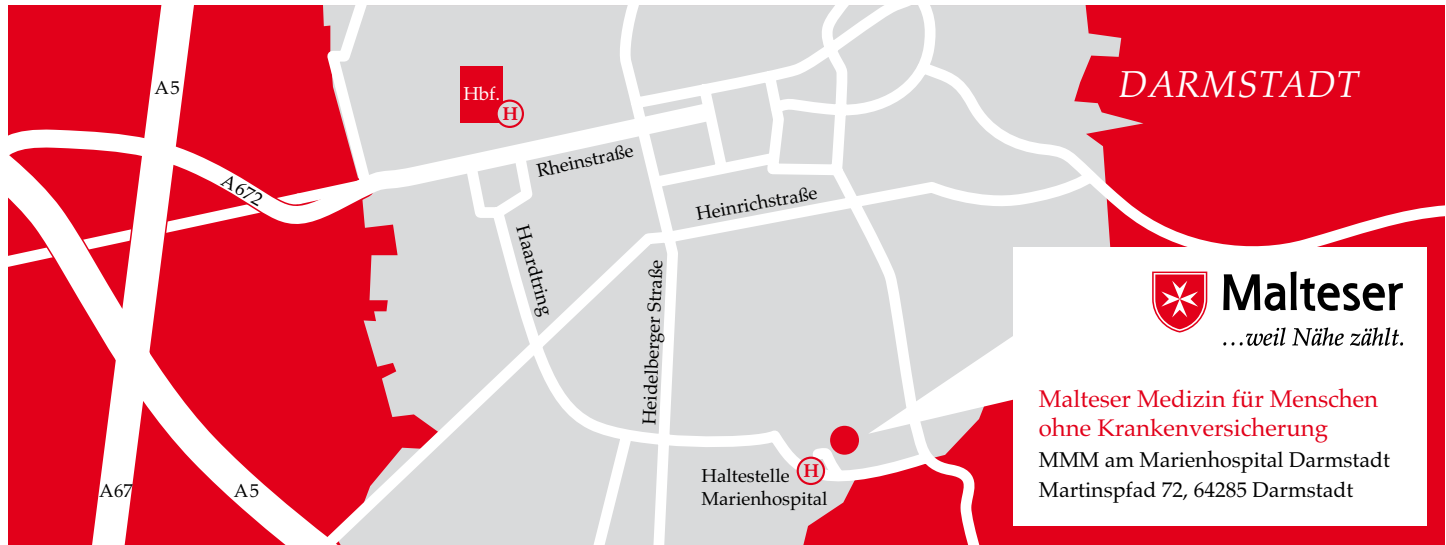 A5
Hbf.
H
DARMSTADT
A672
Rheinstraße
Heinrichstraße
Haardtring
Heidelberger Straße
Malteser
...weil Nähe zählt.
Malteser Medizin für Menschen
ohne Krankenversicherung
MMM am Marienhospital Darmstadt
Martinspfad 72, 64285 Darmstadt
Haltestelle
Marienhospital
H
A67
A5